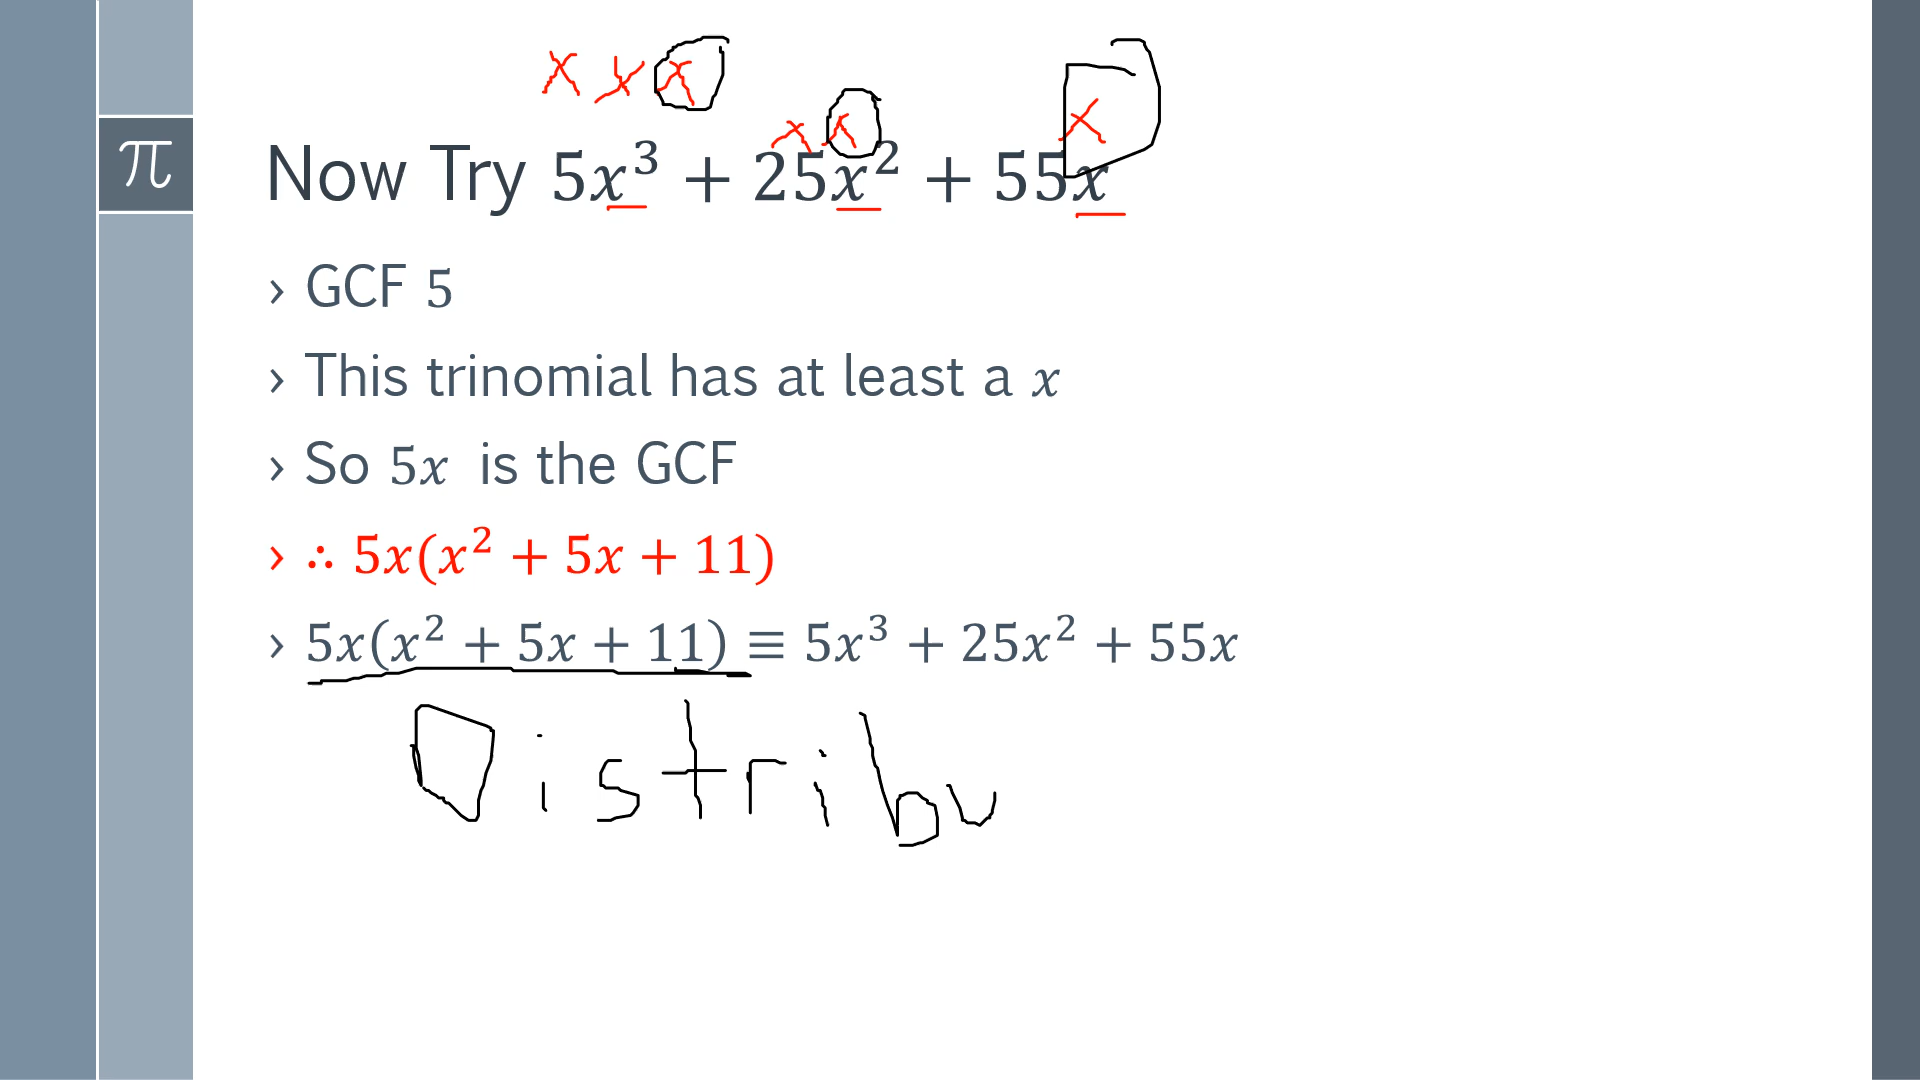 x x x
x x
x
π
Now Try 5x³ + 25x² + 55x
› GCF 5
› This trinomial has at least a x
› So 5x is the GCF
› ∴ 5x(x² + 5x + 11)
› 5x(x² + 5x + 11) ≡ 5x³ + 25x² + 55x
Distribu